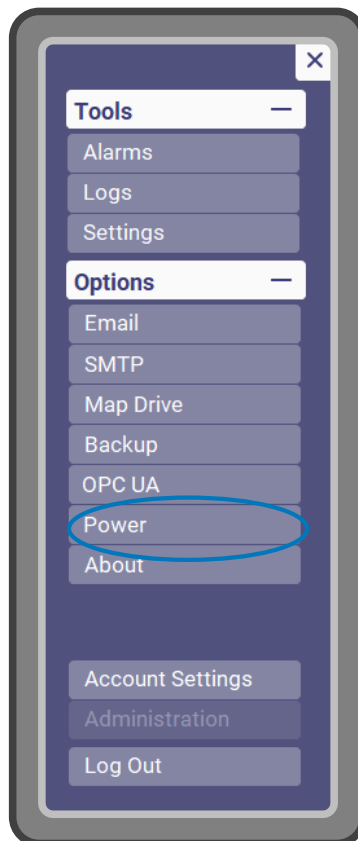 Tools
Alarms
Logs
Settings
Options
Email
SMTP
Map Drive
Backup
OPC UA
Power
About
Account Settings
Administration
Log Out